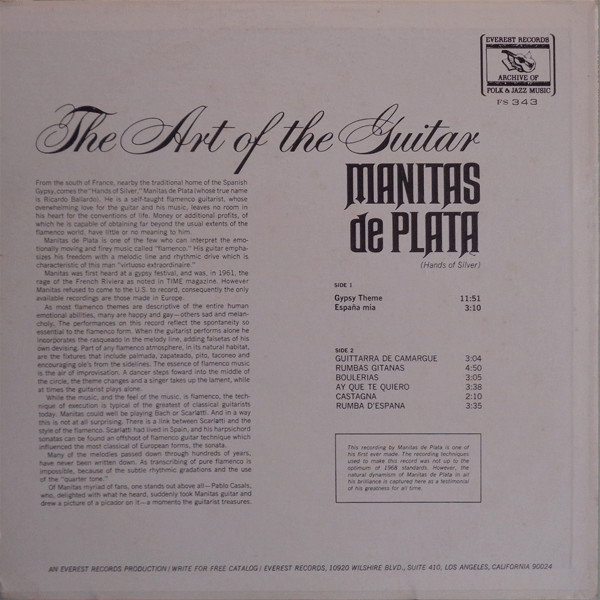 EVEREST RECORDS
ARCHIVE OF
FOLK & JAZZ MUSIC
FS 343
The Art of the Guitar
MANITAS
de PLATA
(Hands of Silver)
From the south of France, nearby the traditional home of the Spanish
Gypsy, comes the "Hands of Silver," Manitas de Plata (whose true name
is Ricardo Ballardo). He is a self-taught flamenco guitarist, whose
overwhelming love for the guitar and his music, leaves no room in
his heart for the conventions of life. Money or additional profits, of
which he is capable of obtaining far beyond the usual extents of the
flamenco world, have little or no meaning to him.
Manitas de Plata is one of the few who can interpret the emo-
tionally moving and firey music called "flamenco." His guitar empha-
sizes his freedom with a melodic line and rhythmic drive which is
characteristic of this man "virtuoso extraordinaire."
Manitas was first heard at a gypsy festival, and was, in 1961, the
rage of the French Riviera as noted in TIME magazine. However
Manitas refused to come to the U.S. to record, consequently the only
available recordings are those made in Europe.
As most flamenco themes are descriptive of the entire human
emotional abilities, many are happy and gay—others sad and melan-
choly. The performances on this record reflect the spontaneity so
essential to the flamenco form. When the guitarist performs alone he
incorporates the rasqueado in the melody line, adding falsetas of his
own devising. Part of any flamenco atmosphere, in its natural habitat,
are the fixtures that include palmada, zapateado, pito, tacones and
encouraging ole's from the sidelines. The essence of flamenco music
is the air of improvisation. A dancer steps foward into the middle of
the circle, the theme changes and a singer takes up the lament, while
at times the guitarist plays alone.
While the music, and the feel of the music, is flamenco, the tech-
nique of execution is typical of the greatest of classical guitarists
today. Manitas could well be playing Bach or Scarlatti. And in a way
this is not at all surprising. There is a link between Scarlatti and the
style of the flamenco. Scarlatti had lived in Spain, and his harpsichord
sonatas can be found an offshoot of flamenco guitar technique which
influenced the most classical of European forms, the sonata.
Many of the melodies passed down through hundreds of years,
have never been written down. As transcribing of pure flamenco is
impossible, because of the subtle rhythmic gradations and the use
of the "quarter tone."
Of Manitas myriad of fans, one stands out above all—Pablo Casals,
who, delighted with what he heard, suddenly took Manitas guitar and
drew a picture of a picador on it—a momento the guitarist treasures.
SIDE 1
Gypsy Theme 11:51
España mia 3:10
SIDE 2
GUITTARRA DE CAMARGUE 3:04
RUMBAS GITANAS 4:50
BOULERIAS 3:05
AY QUE TE QUIERO 3:38
CASTAGNA 2:10
RUMBA D'ESPANA 3:35
This recording by Manitas de Plata is one of
his first ever made. The recording techniques
used to make this record was not up to the
optimum of 1968 standards. However, the
natural dynamism of Manitas de Plata in all
his brilliance is captured here as a testimonial
of his greatness for all time.
AN EVEREST RECORDS PRODUCTION / WRITE FOR FREE CATALOG / EVEREST RECORDS, 10920 WILSHIRE BLVD., SUITE 410, LOS ANGELES, CALIFORNIA 90024